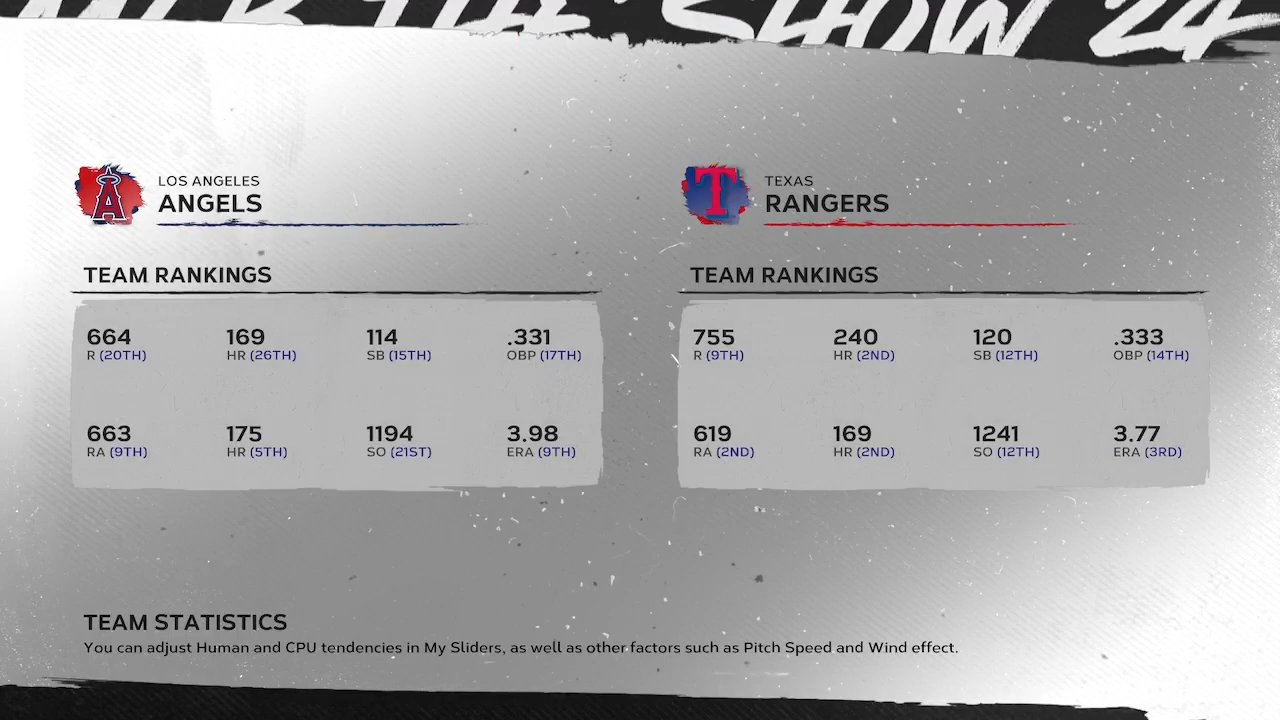 MLB THE SHOW 24
LOS ANGELES
ANGELS
TEAM RANKINGS
664 169 114 .331
R (20TH) HR (26TH) SB (15TH) OBP (17TH)
663 175 1194 3.98
RA (9TH) HR (5TH) SO (21ST) ERA (9TH)
TEXAS
RANGERS
TEAM RANKINGS
755 240 120 .333
R (9TH) HR (2ND) SB (12TH) OBP (14TH)
619 169 1241 3.77
RA (2ND) HR (2ND) SO (12TH) ERA (3RD)
TEAM STATISTICS
You can adjust Human and CPU tendencies in My Sliders, as well as other factors such as Pitch Speed and Wind effect.